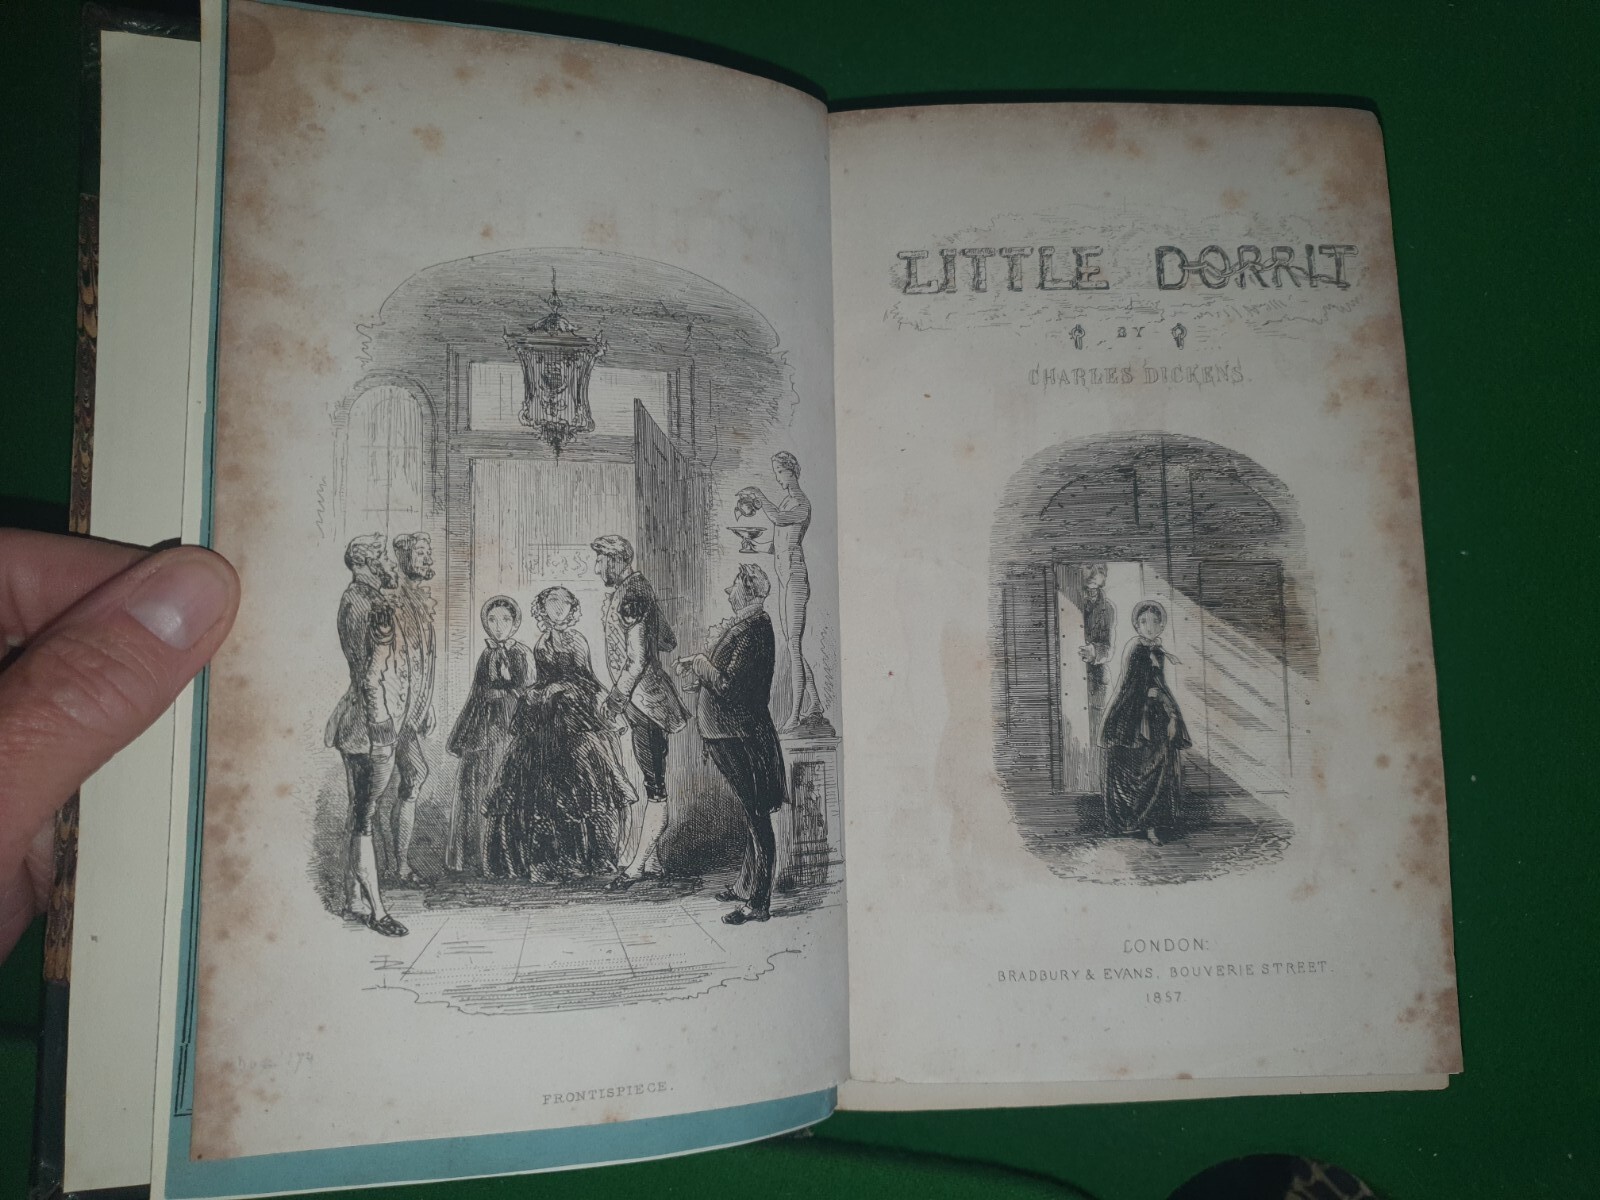 FRONTISPIECE.
LITTLE DORRIT
BY
CHARLES DICKENS.
LONDON:
BRADBURY & EVANS, BOUVERIE STREET.
1857.